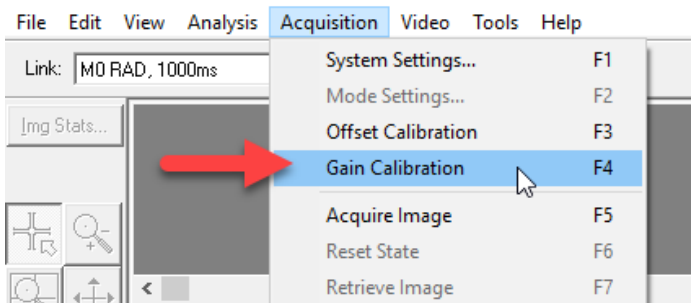 File Edit View Analysis Acquisition Video Tools Help
Link: M0 RAD, 1000ms
Img Stats...
System Settings... F1
Mode Settings... F2
Offset Calibration F3
Gain Calibration F4
Acquire Image F5
Reset State F6
Retrieve Image F7